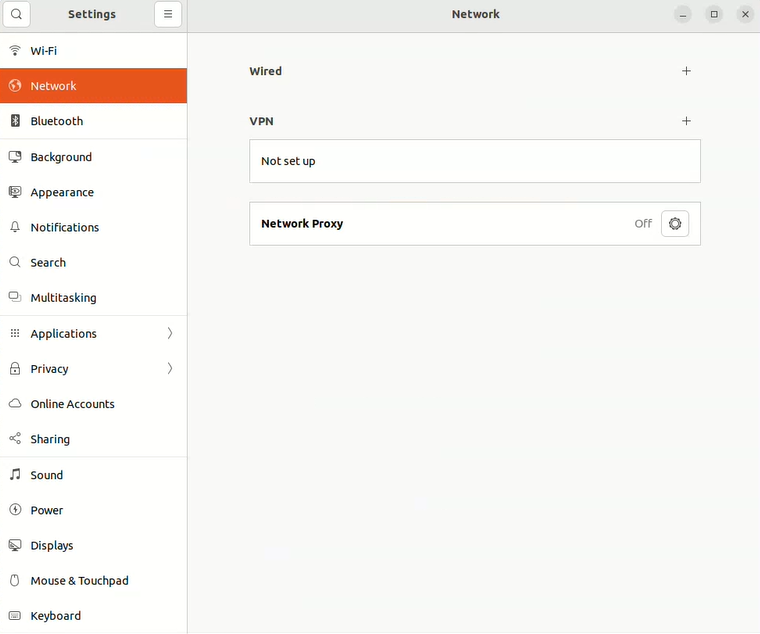 Settings
Network
Wi-Fi
Network
Bluetooth
Background
Appearance
Notifications
Search
Multitasking
Applications
Privacy
Online Accounts
Sharing
Sound
Power
Displays
Mouse & Touchpad
Keyboard
Wired
VPN
Not set up
Network Proxy Off